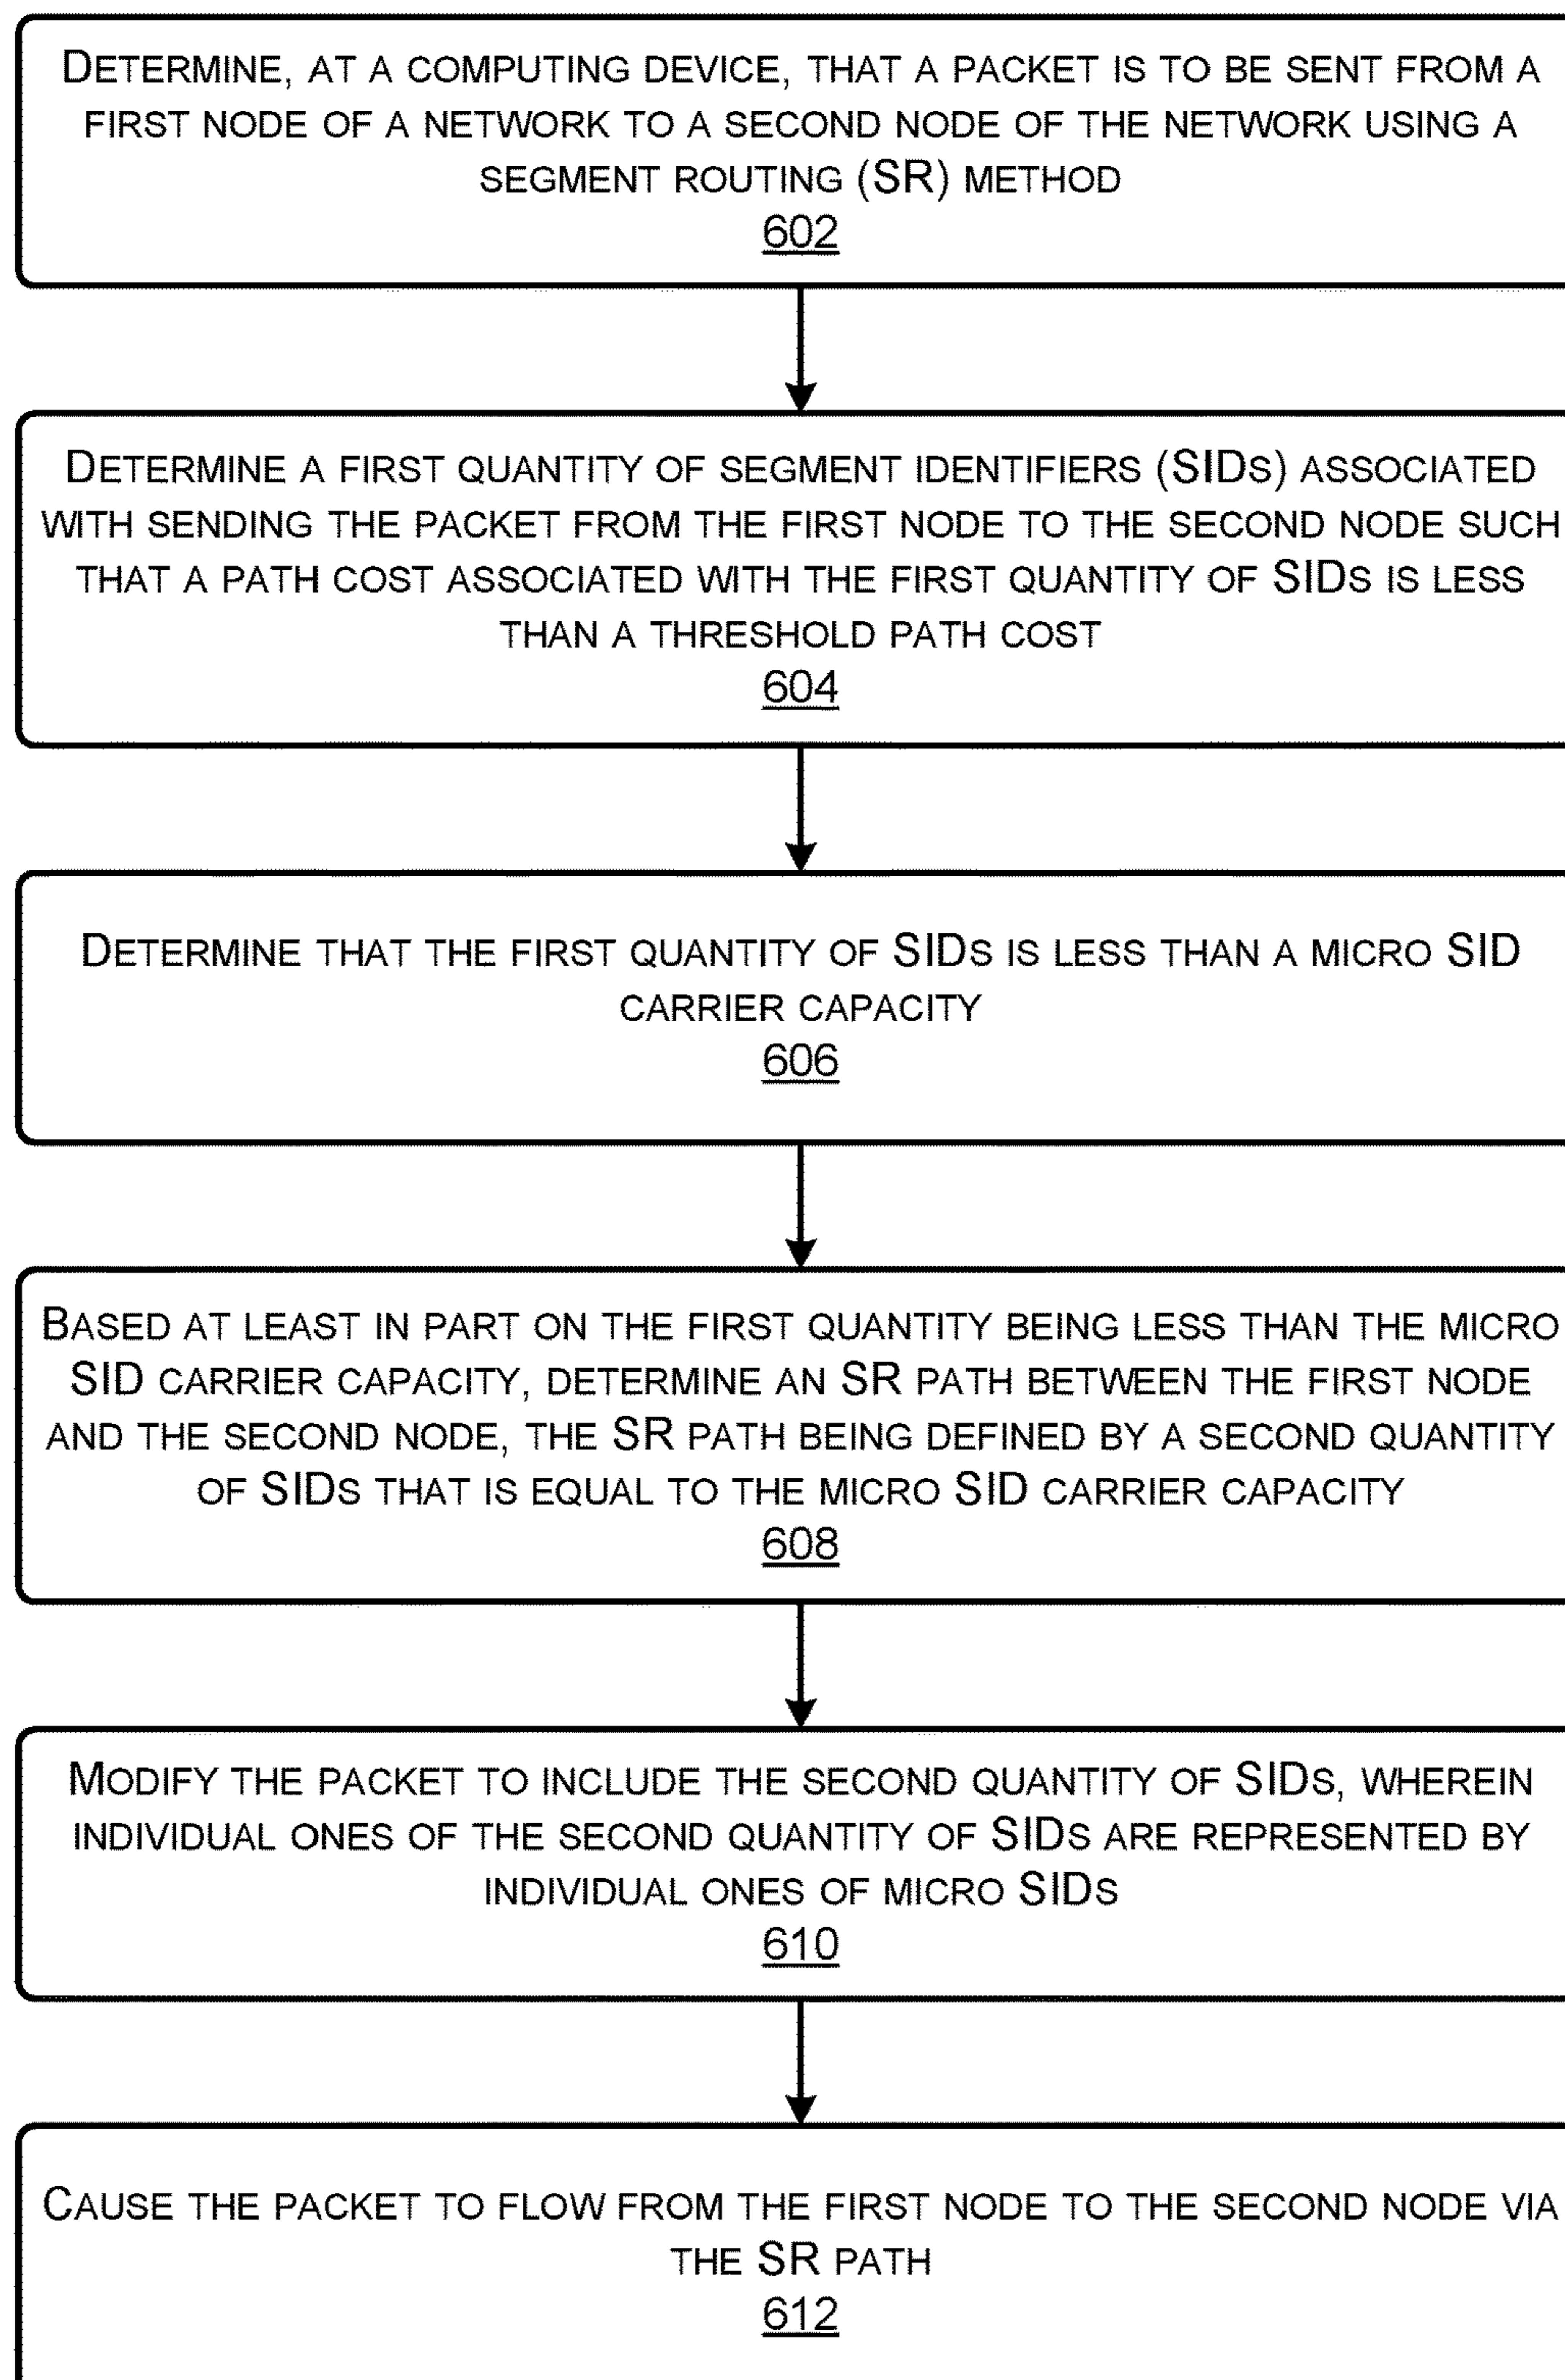 DETERMINE, AT A COMPUTING DEVICE, THAT A PACKET IS TO BE SENT FROM A
FIRST NODE OF A NETWORK TO A SECOND NODE OF THE NETWORK USING A
SEGMENT ROUTING (SR) METHOD
602
DETERMINE A FIRST QUANTITY OF SEGMENT IDENTIFIERS (SIDS) ASSOCIATED
WITH SENDING THE PACKET FROM THE FIRST NODE TO THE SECOND NODE SUCH
THAT A PATH COST ASSOCIATED WITH THE FIRST QUANTITY OF SIDS IS LESS
THAN A THRESHOLD PATH COST
604
DETERMINE THAT THE FIRST QUANTITY OF SIDS IS LESS THAN A MICRO SID
CARRIER CAPACITY
606
BASED AT LEAST IN PART ON THE FIRST QUANTITY BEING LESS THAN THE MICRO
SID CARRIER CAPACITY, DETERMINE AN SR PATH BETWEEN THE FIRST NODE
AND THE SECOND NODE, THE SR PATH BEING DEFINED BY A SECOND QUANTITY
OF SIDS THAT IS EQUAL TO THE MICRO SID CARRIER CAPACITY
608
MODIFY THE PACKET TO INCLUDE THE SECOND QUANTITY OF SIDS, WHEREIN
INDIVIDUAL ONES OF THE SECOND QUANTITY OF SIDS ARE REPRESENTED BY
INDIVIDUAL ONES OF MICRO SIDS
610
CAUSE THE PACKET TO FLOW FROM THE FIRST NODE TO THE SECOND NODE VIA
THE SR PATH
612